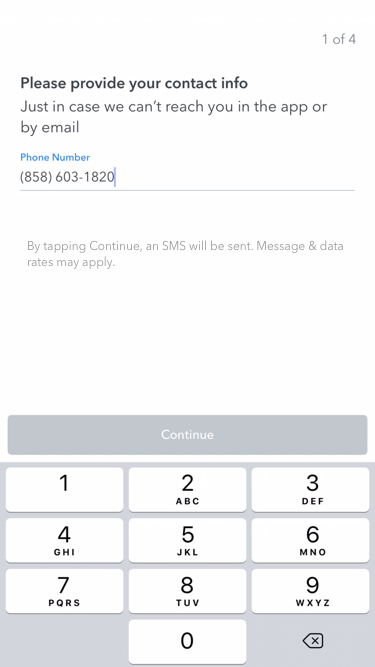 1 of 4
Please provide your contact info
Just in case we can’t reach you in the app or
by email
Phone Number
(858) 603-1820
By tapping Continue, an SMS will be sent. Message & data
rates may apply.
Continue
1 2 3
ABC DEF
4 5 6
GHI JKL MNO
7 8 9
PQRS TUV WXYZ
0